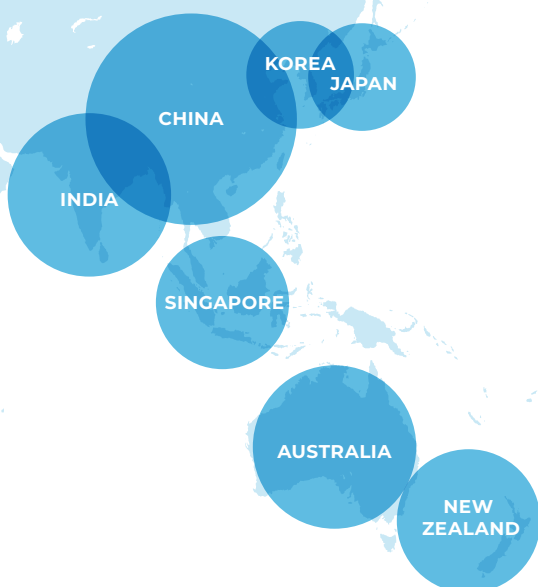 KOREA
JAPAN
CHINA
INDIA
SINGAPORE
AUSTRALIA
NEW
ZEALAND